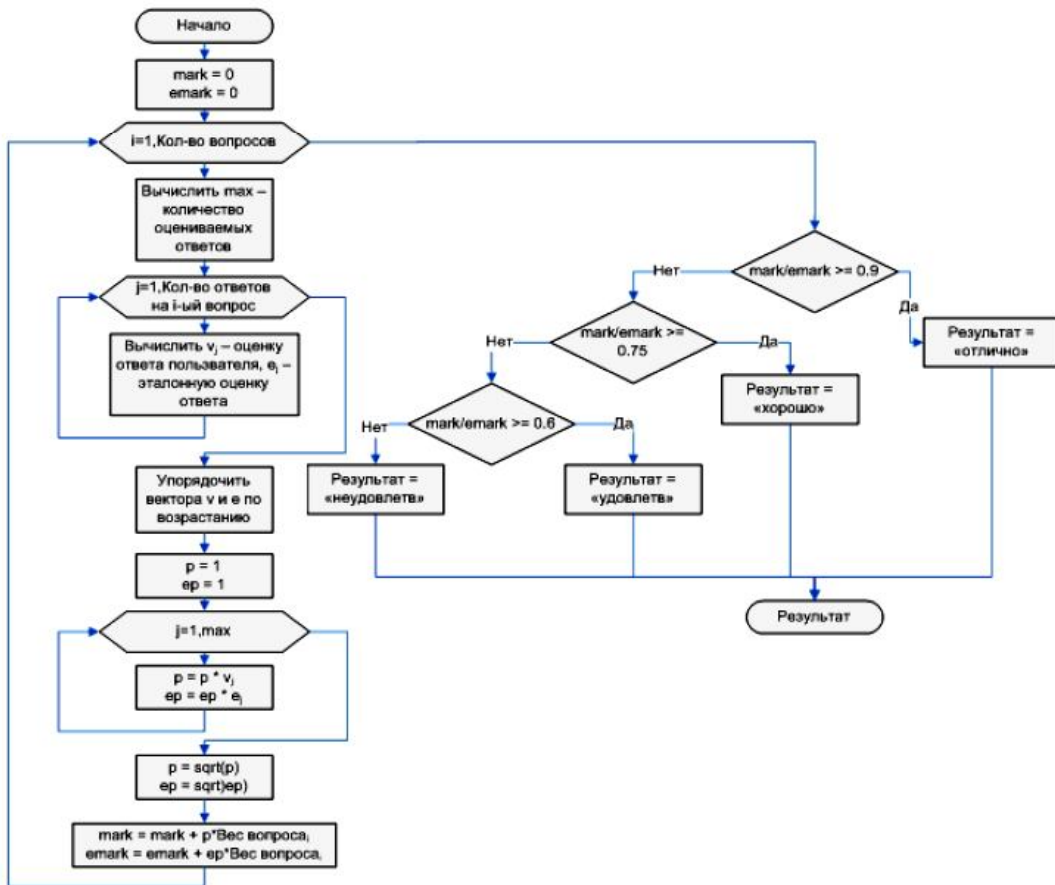 Начало
mark = 0
emark = 0
i=1,Кол-во вопросов
Вычислить max –
количество
оцениваемых
ответов
j=1,Кол-во ответов
на i-ый вопрос
Вычислить vj – оценку
ответа пользвателя, ej –
эталонную оценку
ответа
Упорядочить
вектора v и e по
возрастанию
p = 1
ep = 1
j=1,max
p = p * vj
ep = ep * ej
p = sqrt(p)
ep = sqrt)ep)
mark = mark + p*Вес вопросаi
emark = emark + ep*Вес вопросаi
mark/emark >= 0.9
Нет
Да
Результат =
«отлично»
mark/emark >=
0.75
Нет
Да
Результат =
«хорошо»
mark/emark >= 0.6
Нет
Да
Результат =
«неудовлетв»
Результат =
«удовлетв»
Результат